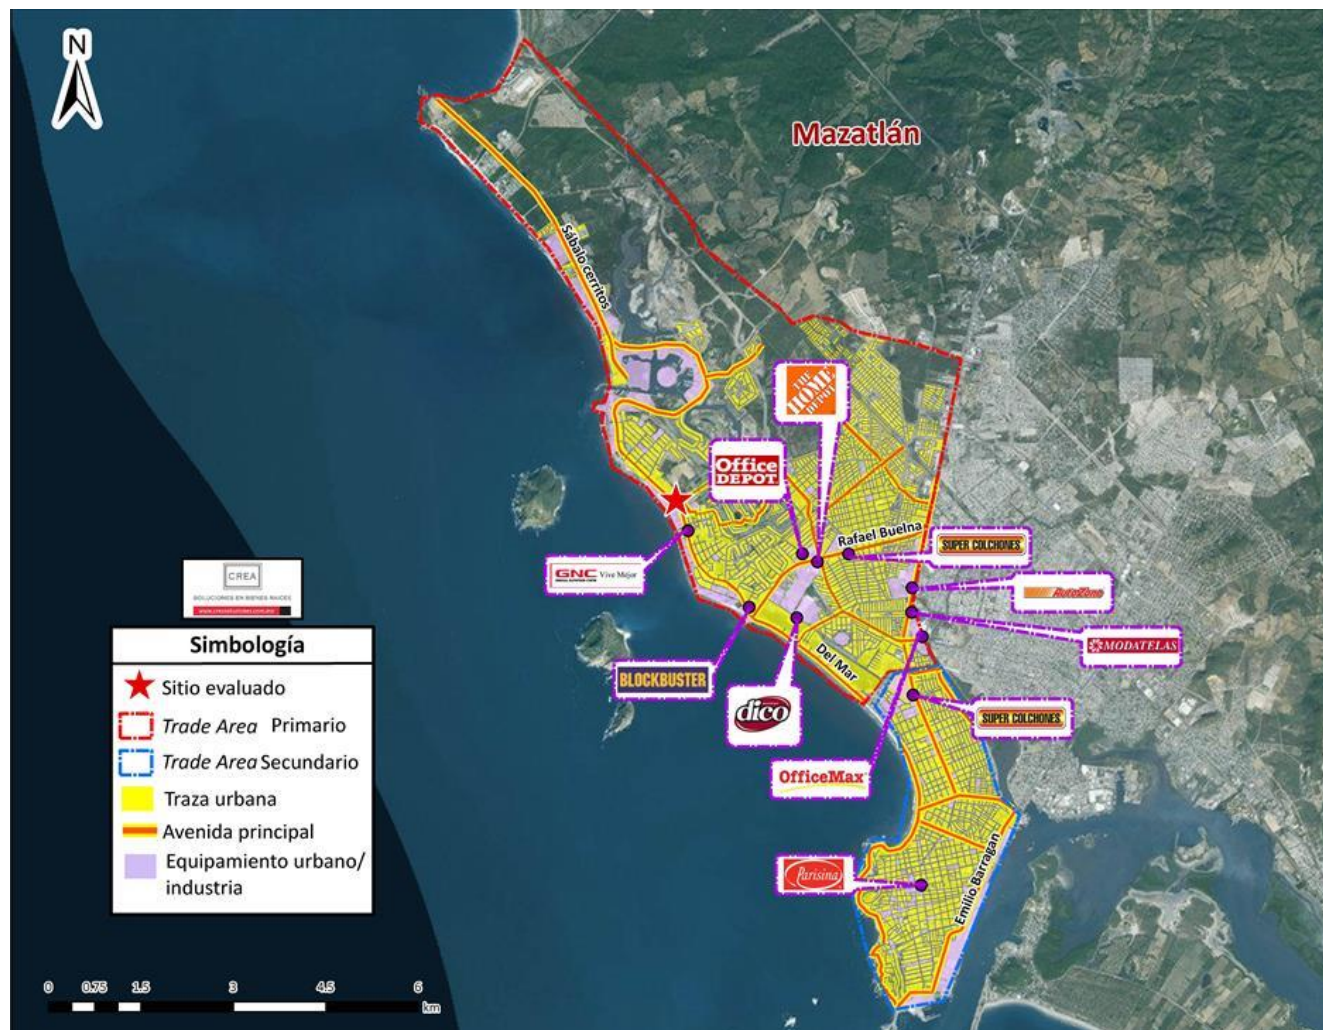 N
Mazatlán
Sábalo cerritos
THE
HOME
DEPOT
Office
DEPOT
Rafael Buelna
SUPER COLCHONES
GNC Vive Mejor
AutoZone
MODATELAS
CREA
SOLUCIONES EN BIENES RAICES
Simbología
Sitio evaluado
Trade Area Primario
Trade Area Secundario
Traza urbana
Avenida principal
Equipamiento urbano/
industria
BLOCKBUSTER
dico
Del Mar
SUPER COLCHONES
OfficeMax
Parisina
Emilio Barragan
0 0.75 1.5 3 4.5 6
km